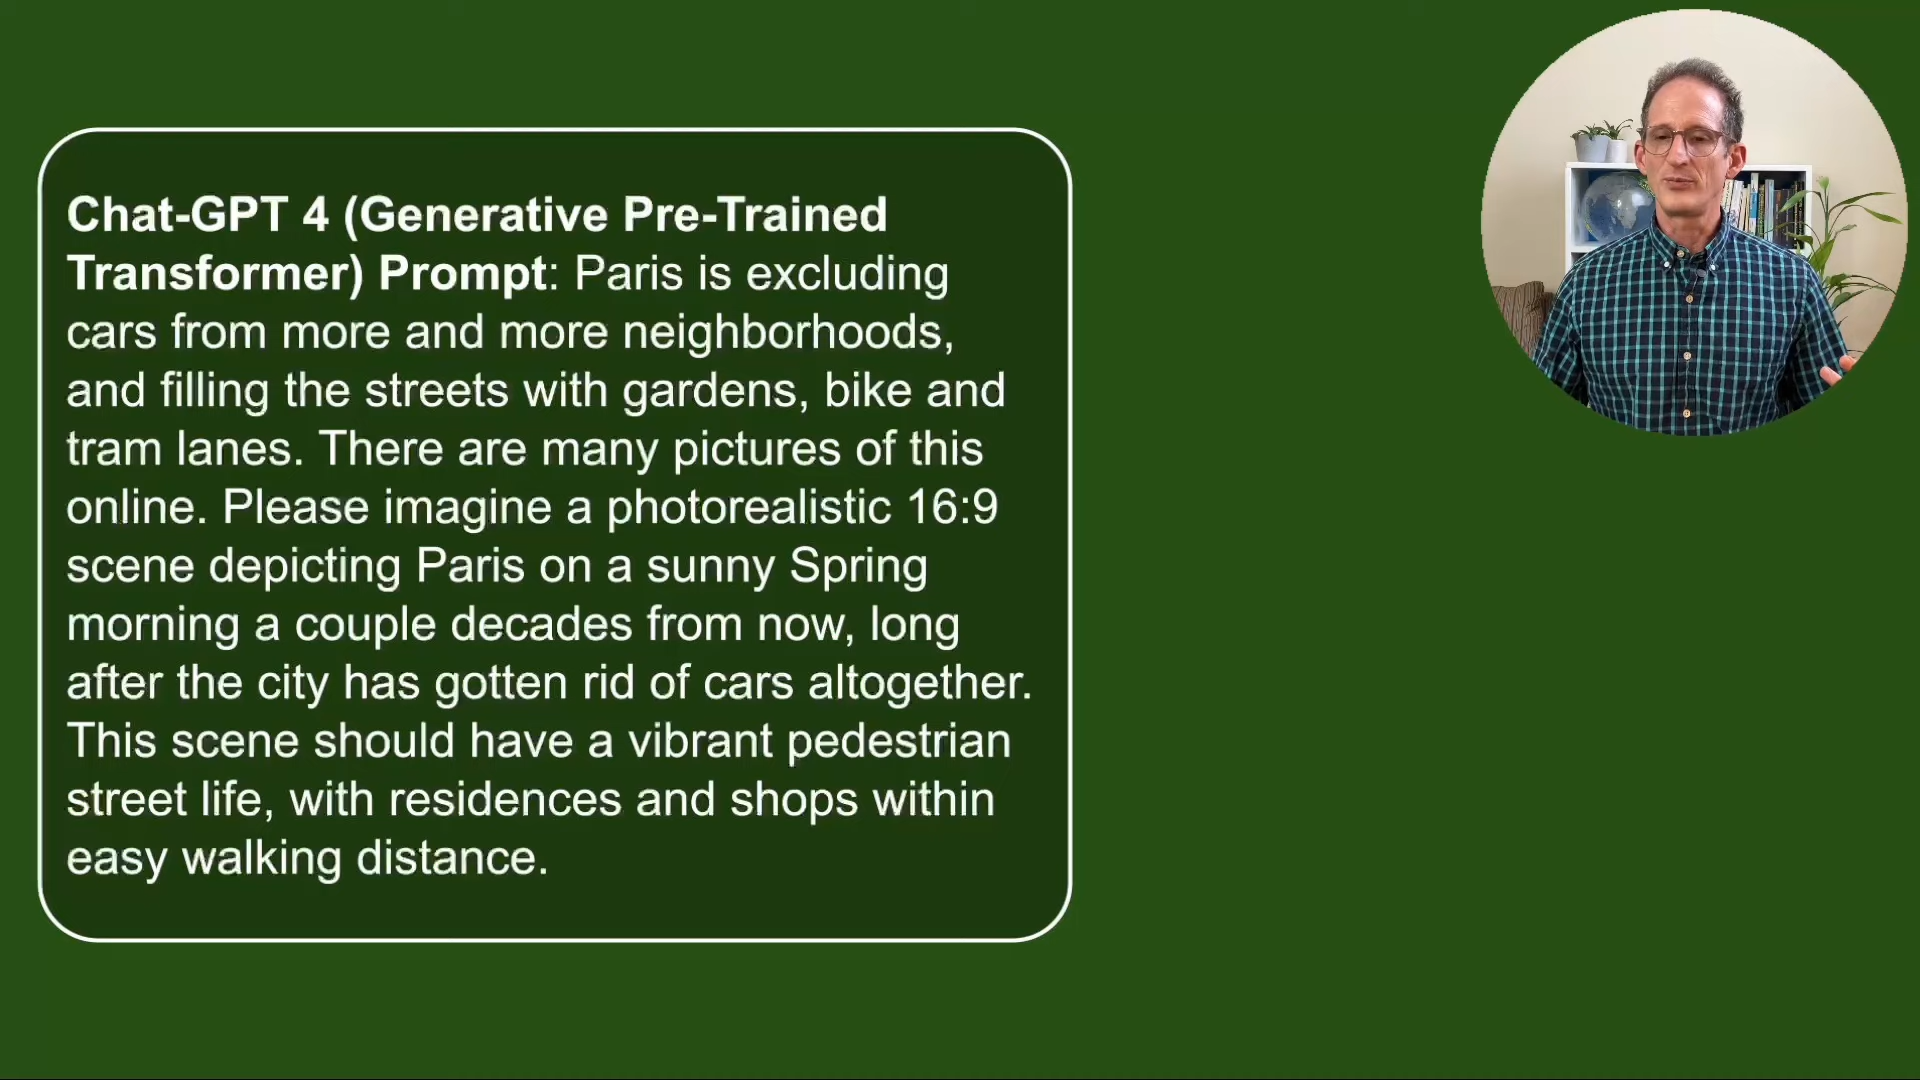 Chat-GPT 4 (Generative Pre-Trained
Transformer) Prompt: Paris is excluding
cars from more and more neighborhoods,
and filling the streets with gardens, bike and
tram lanes. There are many pictures of this
online. Please imagine a photorealistic 16:9
scene depicting Paris on a sunny Spring
morning a couple decades from now, long
after the city has gotten rid of cars altogether.
This scene should have a vibrant pedestrian
street life, with residences and shops within
easy walking distance.